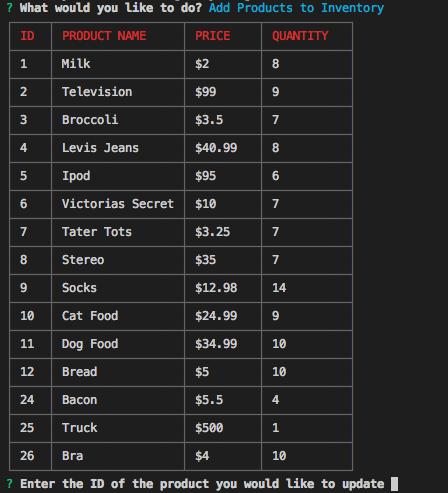 ? What would you like to do? Add Products to Inventory
ID PRODUCT NAME PRICE QUANTITY
1 Milk $2 8
2 Television $99 9
3 Broccoli $3.5 7
4 Levis Jeans $40.99 8
5 Ipod $95 6
6 Victorias Secret $10 7
7 Tater Tots $3.25 7
8 Stereo $35 7
9 Socks $12.98 14
10 Cat Food $24.99 9
11 Dog Food $34.99 10
12 Bread $5 10
24 Bacon $5.5 4
25 Truck $500 1
26 Bra $4 10
? Enter the ID of the product you would like to update